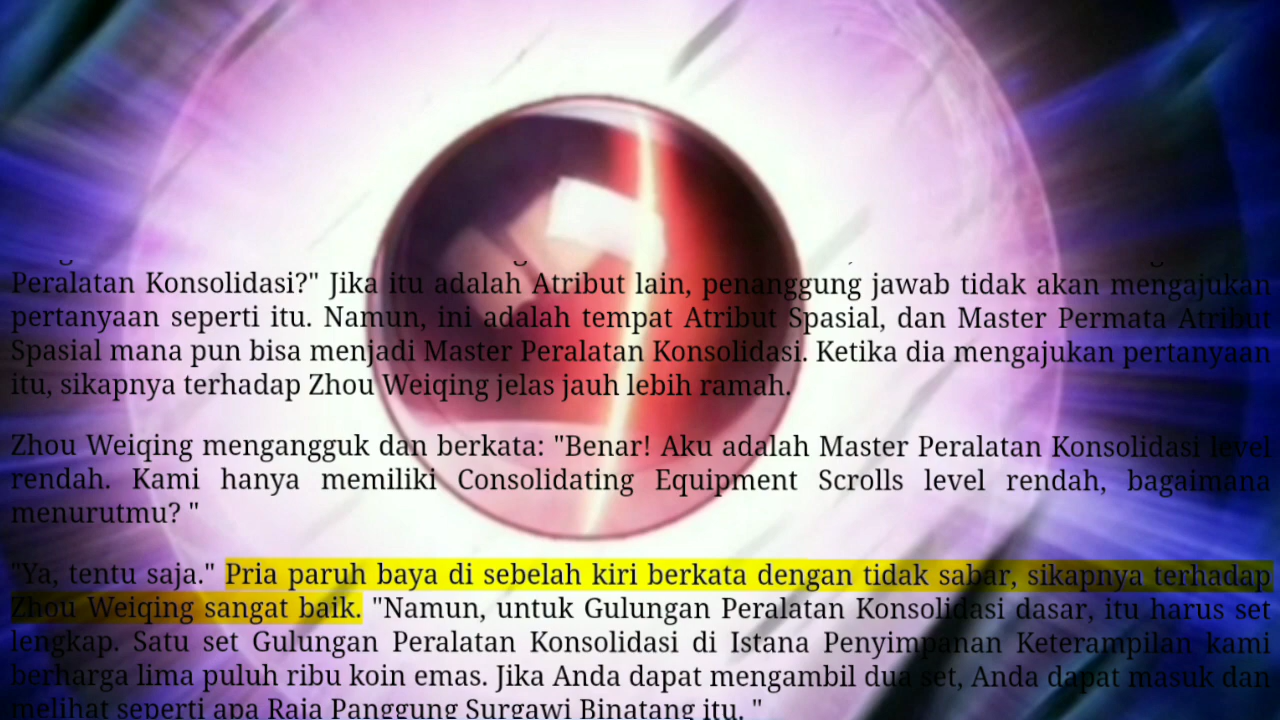 Peralatan Konsolidasi?" Jika itu adalah Atribut lain, penanggung jawab tidak akan mengajukan
pertanyaan seperti itu. Namun, ini adalah tempat Atribut Spasial, dan Master Permata Atribut
Spasial mana pun bisa menjadi Master Peralatan Konsolidasi. Ketika dia mengajukan pertanyaan
itu, sikapnya terhadap Zhou Weiqing jelas jauh lebih ramah.
Zhou Weiqing mengangguk dan berkata: "Benar! Aku adalah Master Peralatan Konsolidasi level
rendah. Kami hanya memiliki Consolidating Equipment Scrolls level rendah, bagaimana
menurutmu? "
"Ya, tentu saja." Pria paruh baya di sebelah kiri berkata dengan tidak sabar, sikapnya terhadap
Zhou Weiqing sangat baik. "Namun, untuk Gulungan Peralatan Konsolidasi dasar, itu harus set
lengkap. Satu set Gulungan Peralatan Konsolidasi di Istana Penyimpanan Keterampilan kami
berharga lima puluh ribu koin emas. Jika Anda dapat mengambil dua set, Anda dapat masuk dan
melihat seperti apa Raja Panggung Surgawi Binatang itu. "